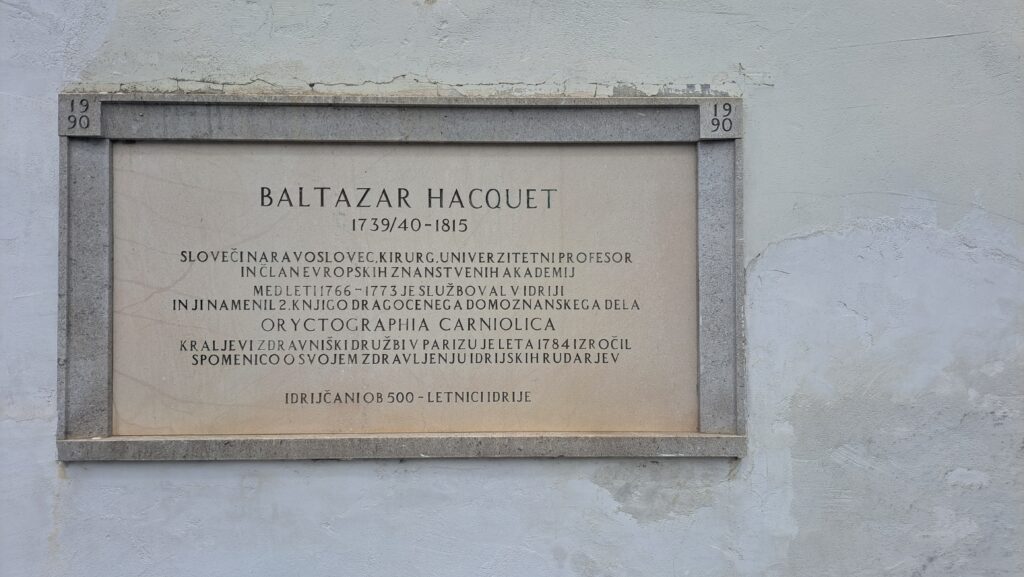 19
90
19
90
BALTAZAR HACQUET
1739/40-1815
SLOVEČI NARAVOSLOVEC, KIRURG, UNIVERZITETNI PROFESOR
IN ČLAN EVROPSKIH ZNANSTVENIH AKADEMIJ
MED LETI 1766-1773 JE SLUŽBOVAL V IDRIJI
IN JI NAMENIL 2. KNJIGO DRAGOCENEGA DOMOZNANSKEGA DELA
ORYCTOGRAPHIA CARNIOLICA
KRALJEVI ZDRAVNIŠKI DRUŽBI V PARIZU JE LETA 1784 IZROČIL
SPOMENICO O SVOJEM ZDRAVLJENJU IDRIJSKIH RUDARJEV
IDRIJČANI OB 500-LETNICI IDRIJE